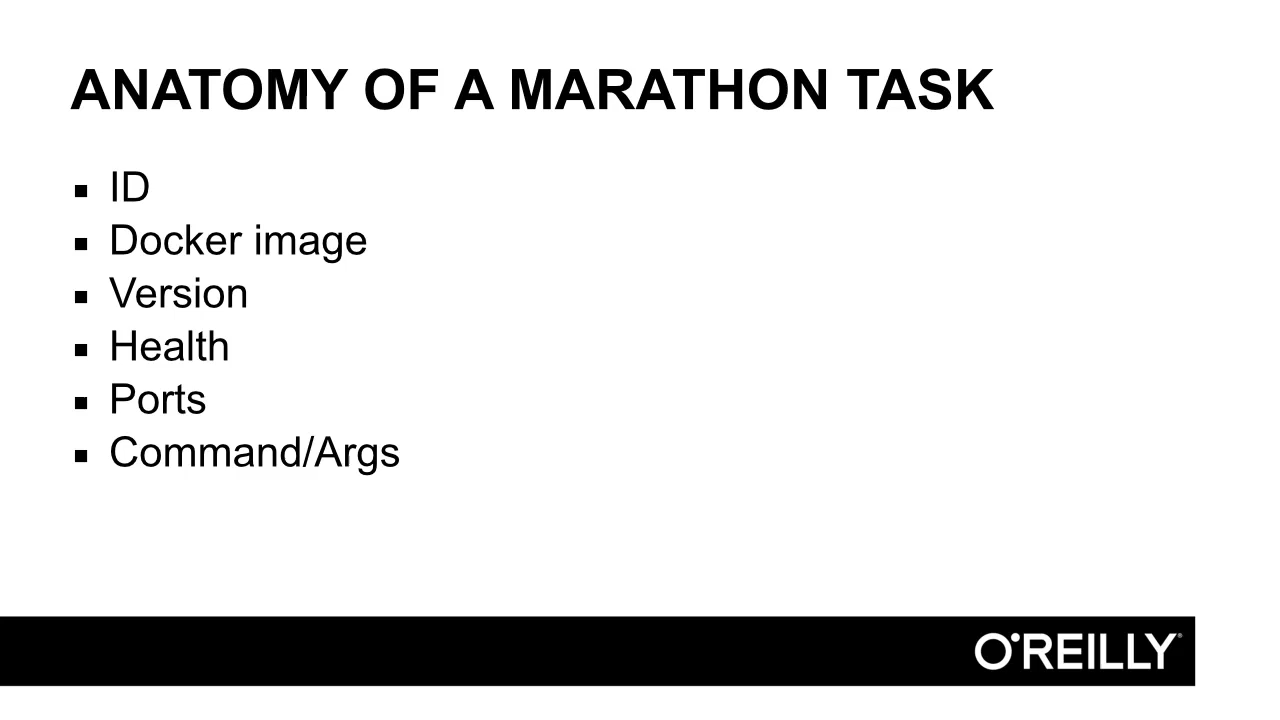 ANATOMY OF A MARATHON TASK
▪ ID
▪ Docker image
▪ Version
▪ Health
▪ Ports
▪ Command/Args
O'REILLY®